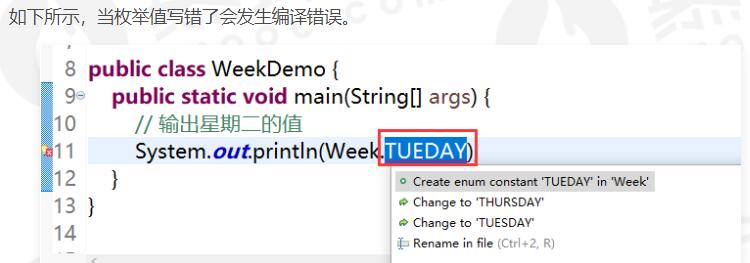 如下所示，当枚举值写错了会发生编译错误。
8 public class WeekDemo {
9 public static void main(String[] args) {
10 // 输出星期二的值
11 System.out.println(Week.TUEDAY)
12 }
13 }
14
Create enum constant 'TUEDAY' in 'Week'
Change to 'THURSDAY'
Change to 'TUESDAY'
Rename in file (Ctrl+2, R)